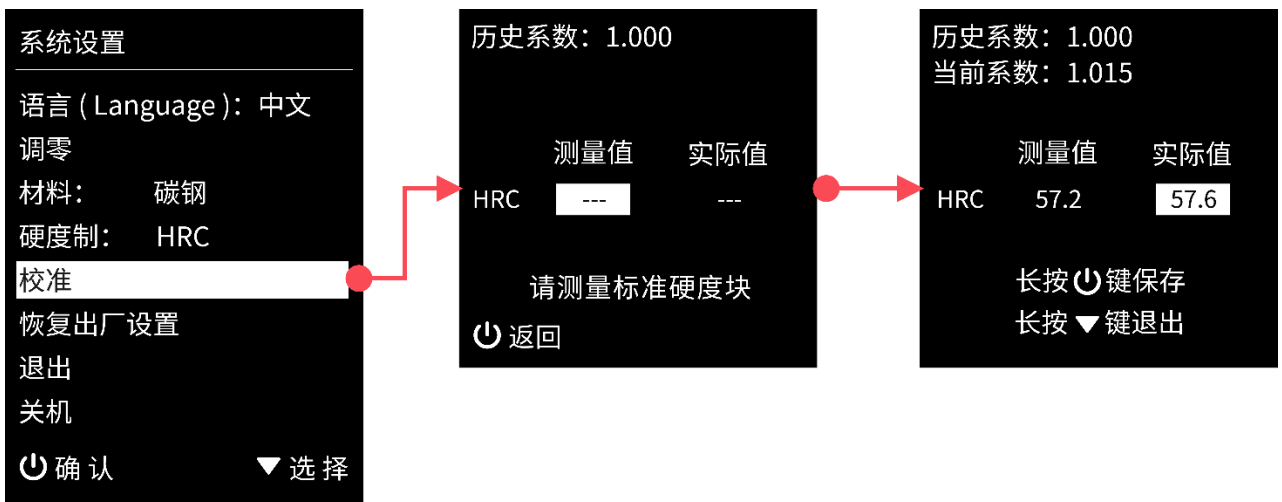 系统设置
语言 ( Language )：中文
调零
材料： 碳钢
硬度制： HRC
校准
恢复出厂设置
退出
关机
确 认 ▼ 选 择
历史系数：1.000
测量值 实际值
HRC --- ---
请测量标准硬度块
返回
历史系数：1.000
当前系数：1.015
测量值 实际值
HRC 57.2 57.6
长按⏻键保存
长按▼键退出